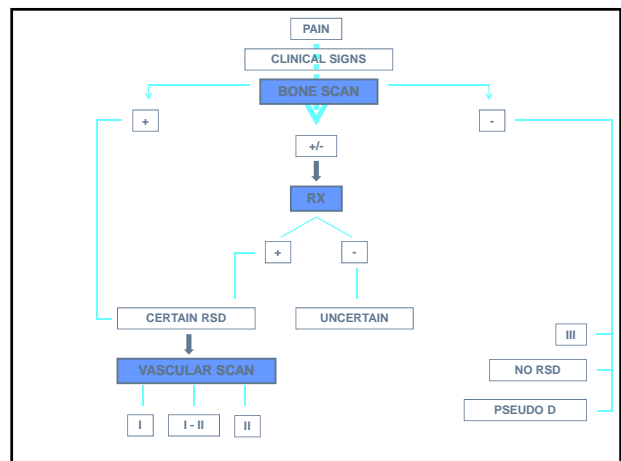 PAIN
CLINICAL SIGNS
BONE SCAN
+
-
+/-
RX
+
-
CERTAIN RSD
UNCERTAIN
III
VASCULAR SCAN
NO RSD
PSEUDO D
I
I - II
II